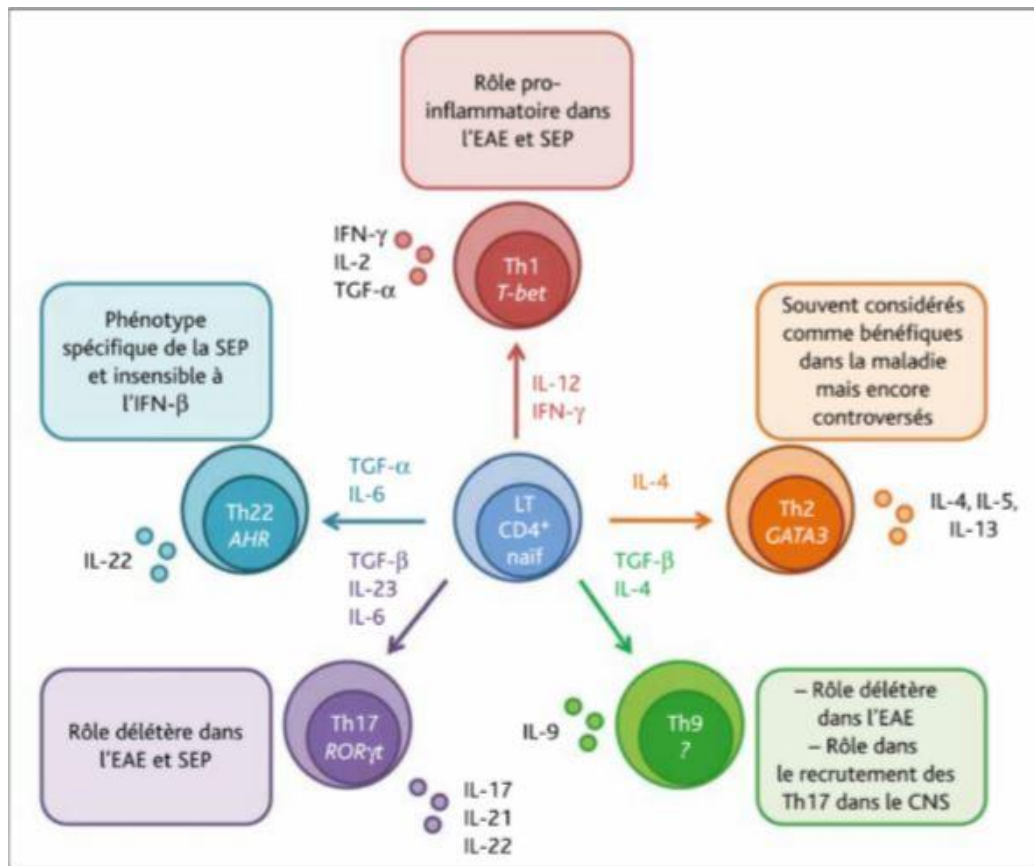 Rôle pro-
inflammatoire dans
l'EAE et SEP
IFN-γ
IL-2
TGF-α
Th1
T-bet
Phénotype
spécifique de la SEP
et insensible à
l'IFN-β
Souvent considérés
comme bénéfiques
dans la maladie
mais encore
controversés
IL-12
IFN-γ
TGF-α
IL-6
LT
CD4⁺
naïf
IL-4
Th22
AHR
Th2
GATA3
IL-4, IL-5,
IL-13
IL-22
TGF-β
IL-23
IL-6
TGF-β
IL-4
Rôle délétère dans
l'EAE et SEP
Th17
RORγt
IL-17
IL-21
IL-22
IL-9
Th9
?
– Rôle délétère
dans l'EAE
– Rôle dans
le recrutement des
Th17 dans le CNS